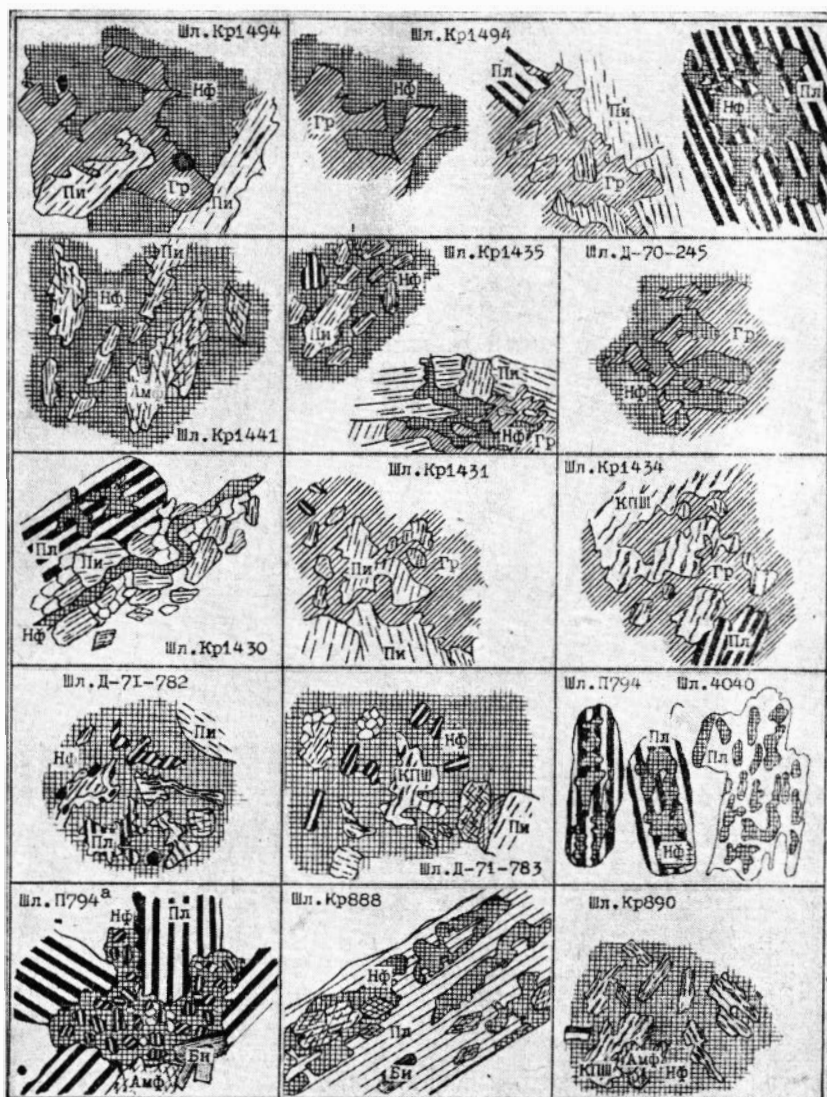 Шл.Кр1494
Нф
Пи
Гр
Пи
Шл.Кр1494
Нф
Гр
Пл
Пи
Гр
Нф
Пл
Пи
Нф
Амф
Шл.Кр1441
Шл.Кр1435
Нф
Пи
Пи
Нф
Гр
Шл.Д-70-245
Гр
Нф
Пл
Пи
Нф
Шл.Кр1430
Шл.Кр1431
Пи
Гр
Пи
Шл.Кр1434
КПШ
Гр
Пл
Шл.Д-71-782
Пи
Нф
Пл
Нф
КПШ
Пи
Шл.Д-71-783
Шл.П794 Шл.4040
Пл
Пл
Нф
Шл.П794а
Нф
Пл
Би
Амф
Шл.Кр888
Нф
Пл
Би
Шл.Кр890
Амф
КПШ
Нф